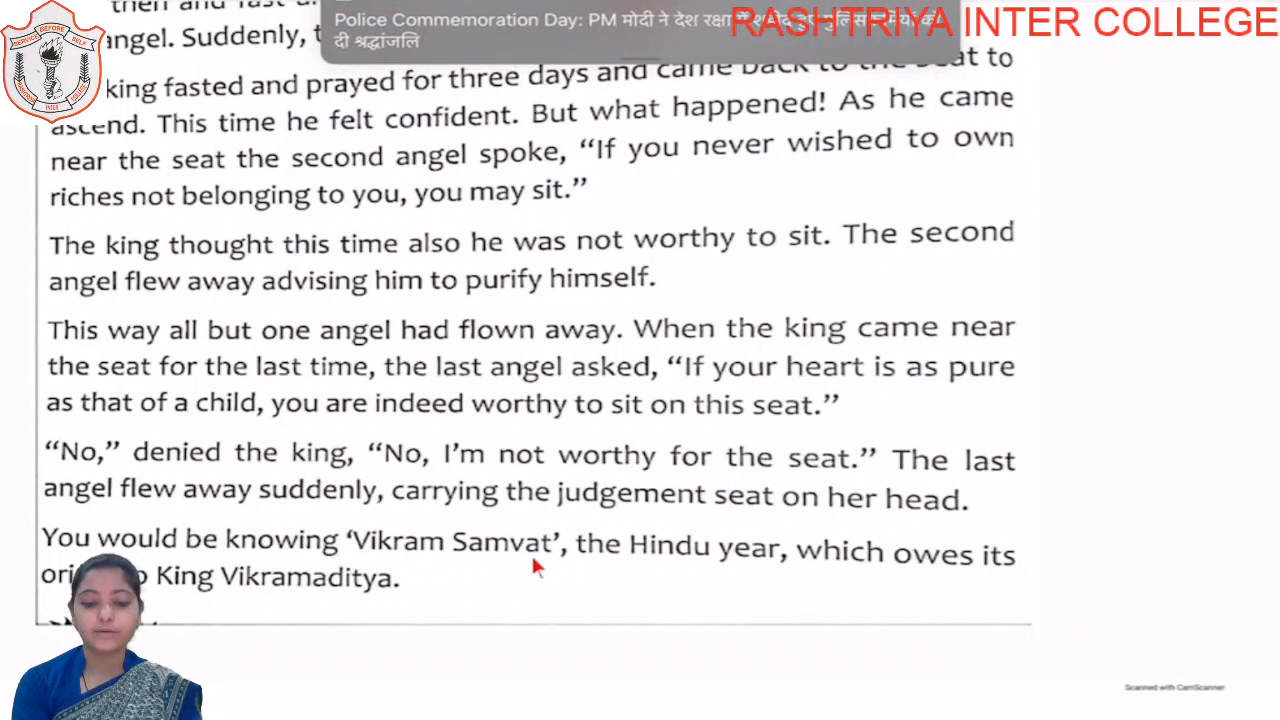 RASHTRIYA INTER COLLEGE
SERVICE BEFORE SELF
INTER
Police Commemoration Day: PM मोदी ने देश रक्षा
दी श्रद्धांजलि
then and
angel. Suddenly,
king fasted and prayed for three days and came back to the seat to
ascend. This time he felt confident. But what happened! As he came
near the seat the second angel spoke, “If you never wished to own
riches not belonging to you, you may sit.”
The king thought this time also he was not worthy to sit. The second
angel flew away advising him to purify himself.
This way all but one angel had flown away. When the king came near
the seat for the last time, the last angel asked, “If your heart is as pure
as that of a child, you are indeed worthy to sit on this seat.”
“No,” denied the king, “No, I’m not worthy for the seat.” The last
angel flew away suddenly, carrying the judgement seat on her head.
You would be knowing ‘Vikram Samvat’, the Hindu year, which owes its
King Vikramaditya.
Scanned with CamScanner